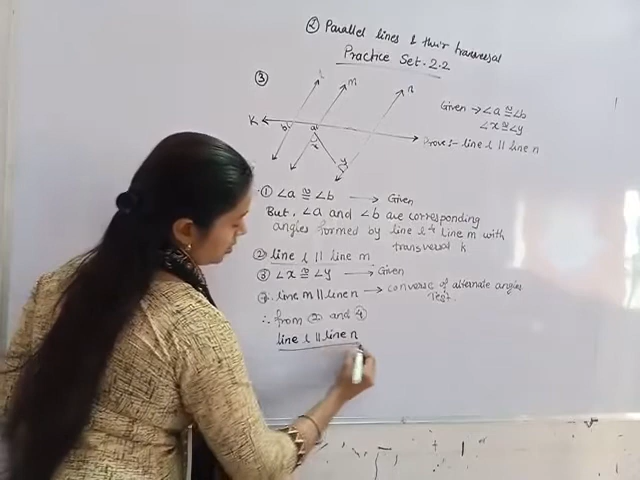 ② Parallel lines & their transversal
Practice Set. 2.2
③
l
m
n
Given → ∠a ≅ ∠b
∠x ≅ ∠y
K
b
a
x
y
Prove :- line l || line n
① ∠a ≅ ∠b → Given
But, ∠a and ∠b are corresponding
angles formed by line l & line m with
transversal k
② line l || line m
③ ∠x ≅ ∠y → Given
④. line m || line n → converse of alternate angles
Test.
∴ from ② and ④
line l || line n